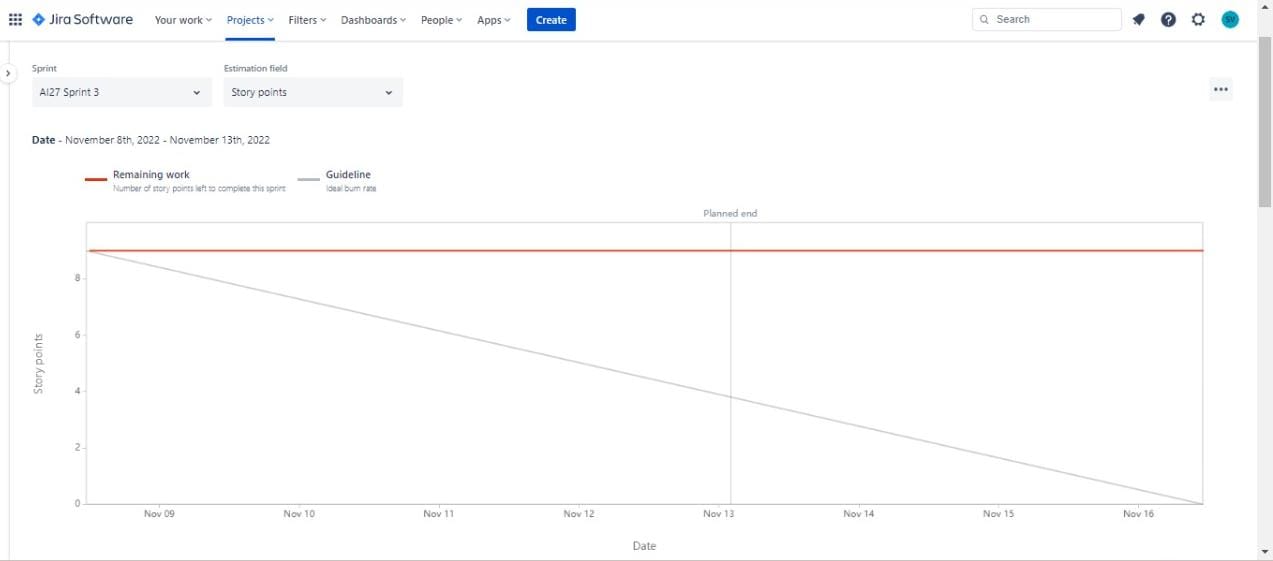 Jira Software Your work Projects Filters Dashboards People Apps Create Search SV
Sprint Estimation field
AI27 Sprint 3 Story points
Date - November 8th, 2022 - November 13th, 2022
Remaining work Guideline
Number of story points left to complete this sprint Ideal burn rate
Planned end
8
6
4
2
0
Story points
Nov 09 Nov 10 Nov 11 Nov 12 Nov 13 Nov 14 Nov 15 Nov 16
Date